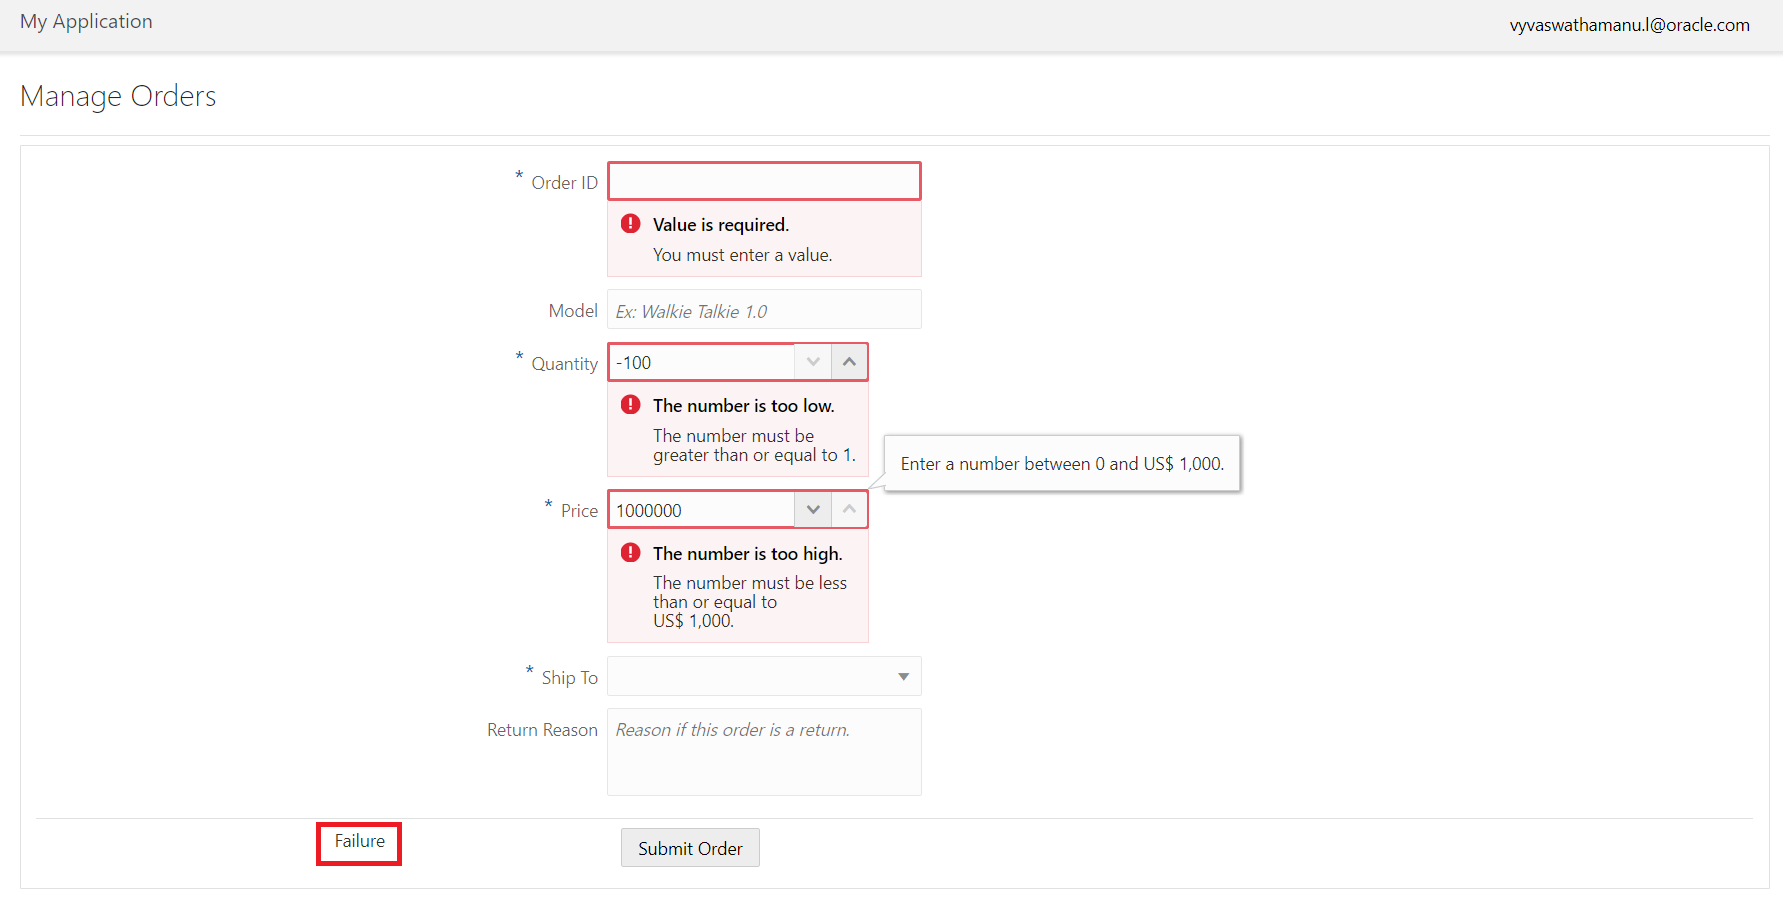 My Application
vyvaswathamanu.l@oracle.com
Manage Orders
* Order ID
Value is required.
You must enter a value.
Model Ex: Walkie Talkie 1.0
* Quantity -100
The number is too low.
The number must be
greater than or equal to 1.
Enter a number between 0 and US$ 1,000.
* Price 1000000
The number is too high.
The number must be less
than or equal to
US$ 1,000.
* Ship To
Return Reason Reason if this order is a return.
Failure Submit Order